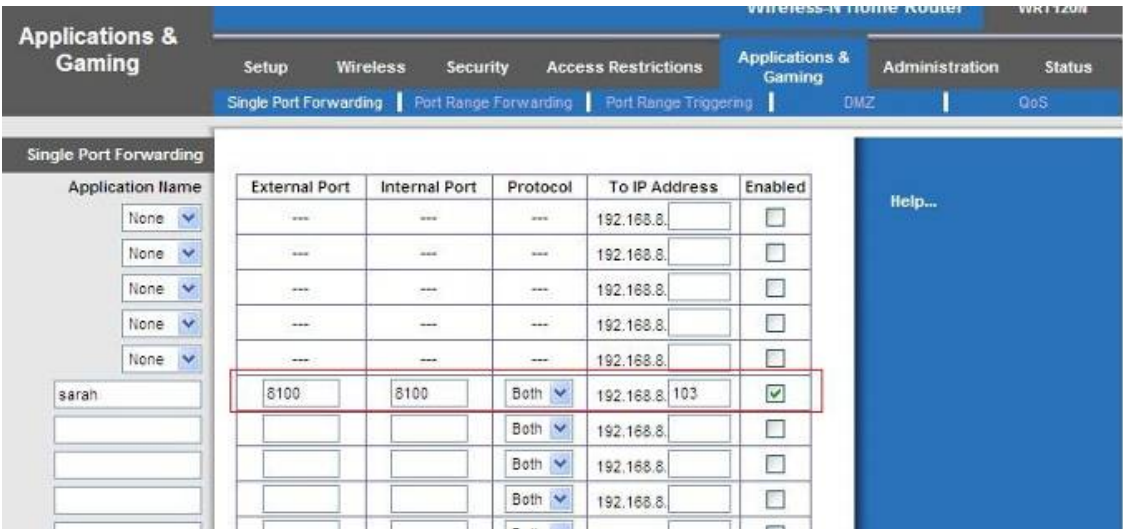 Wireless-N Home Router WRT120N
Applications & Gaming
Setup Wireless Security Access Restrictions Applications & Gaming Administration Status
Single Port Forwarding Port Range Forwarding Port Range Triggering DMZ QoS
Single Port Forwarding
Application Name External Port Internal Port Protocol To IP Address Enabled
Help...
None --- --- --- 192.168.8.
None --- --- --- 192.168.8.
None --- --- --- 192.168.8.
None --- --- --- 192.168.8.
None --- --- --- 192.168.8.
sarah 8100 8100 Both 192.168.8. 103
Both 192.168.8.
Both 192.168.8.
Both 192.168.8.